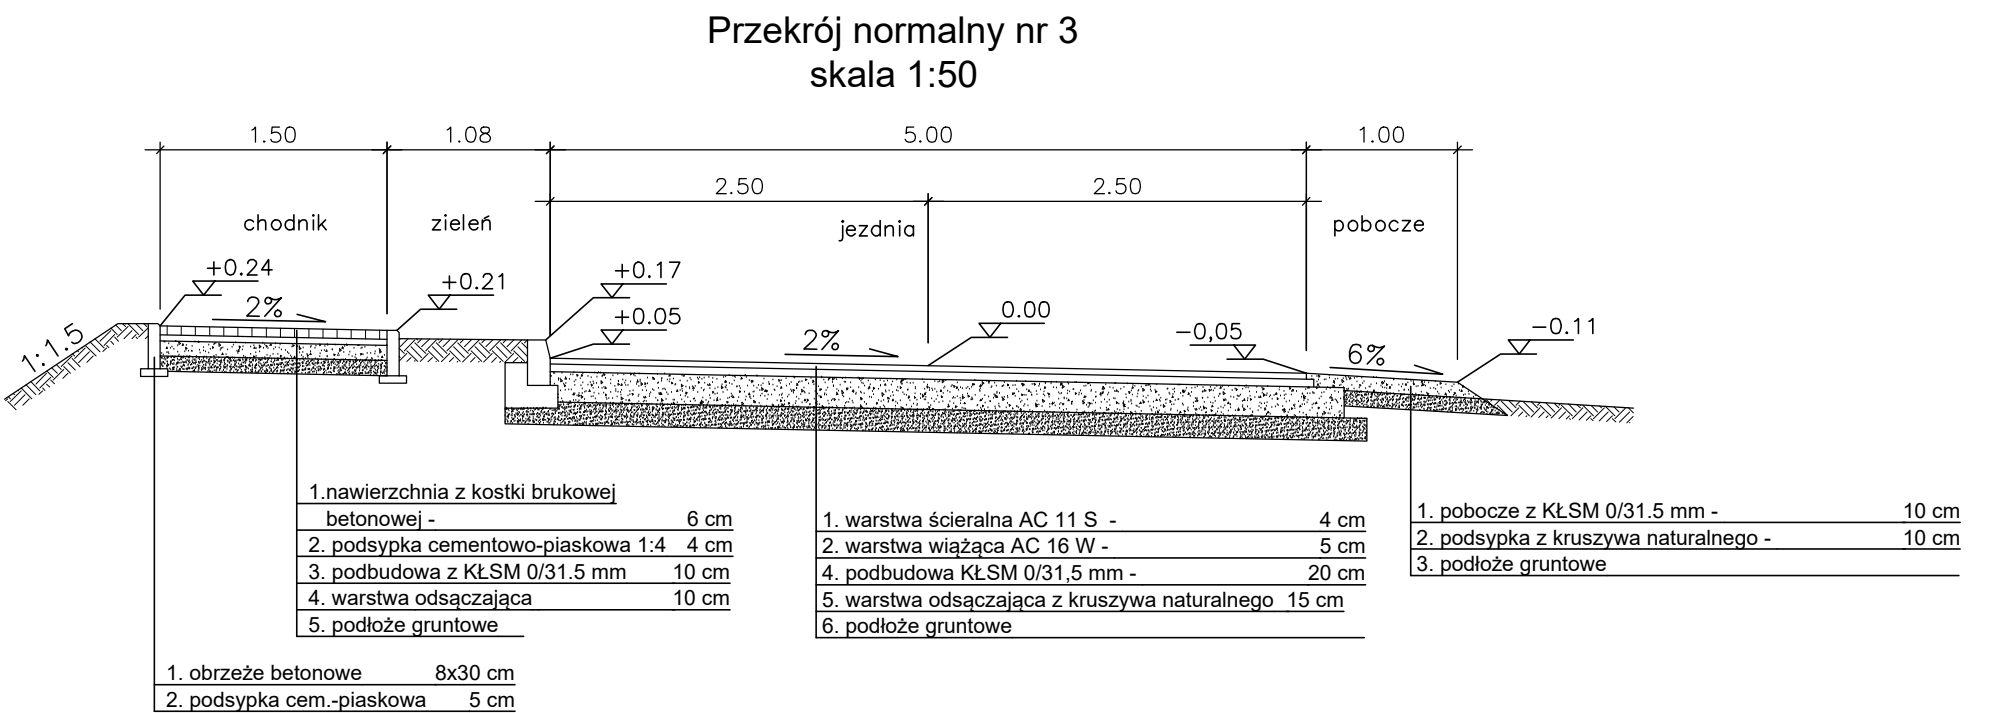 Przekrój normalny nr 3
skala 1:50
1.50
1.08
5.00
1.00
2.50
2.50
chodnik
zieleń
jezdnia
pobocze
+0.24
+0.21
+0.17
+0.05
0.00
-0,05
-0.11
2%
2%
6%
1:1.5
1.nawierzchnia z kostki brukowej
betonowej - 6 cm
2. podsypka cementowo-piaskowa 1:4 4 cm
3. podbudowa z KŁSM 0/31.5 mm 10 cm
4. warstwa odsączająca 10 cm
5. podłoże gruntowe
1. obrzeże betonowe 8x30 cm
2. podsypka cem.-piaskowa 5 cm
1. warstwa ścieralna AC 11 S - 4 cm
2. warstwa wiążąca AC 16 W - 5 cm
4. podbudowa KŁSM 0/31,5 mm - 20 cm
5. warstwa odsączająca z kruszywa naturalnego 15 cm
6. podłoże gruntowe
1. pobocze z KŁSM 0/31.5 mm - 10 cm
2. podsypka z kruszywa naturalnego - 10 cm
3. podłoże gruntowe